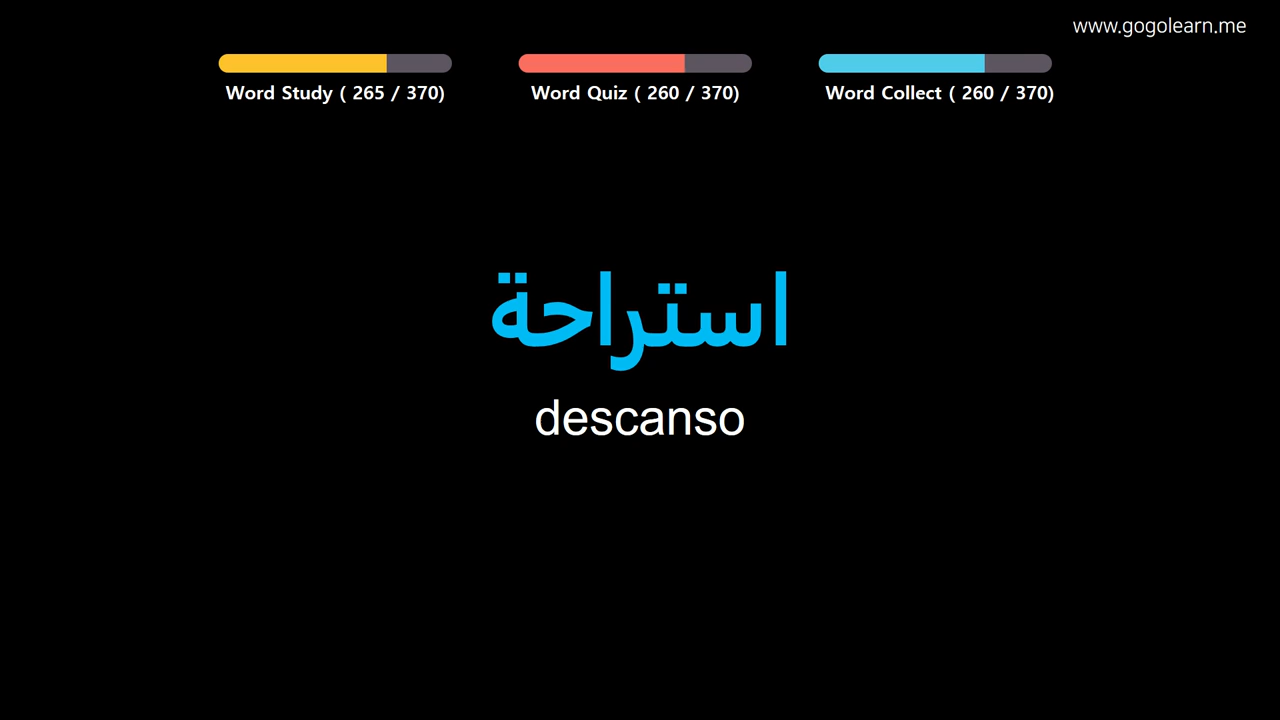 www.gogolearn.me
Word Study ( 265 / 370)
Word Quiz ( 260 / 370)
Word Collect ( 260 / 370)
استراحة
descanso